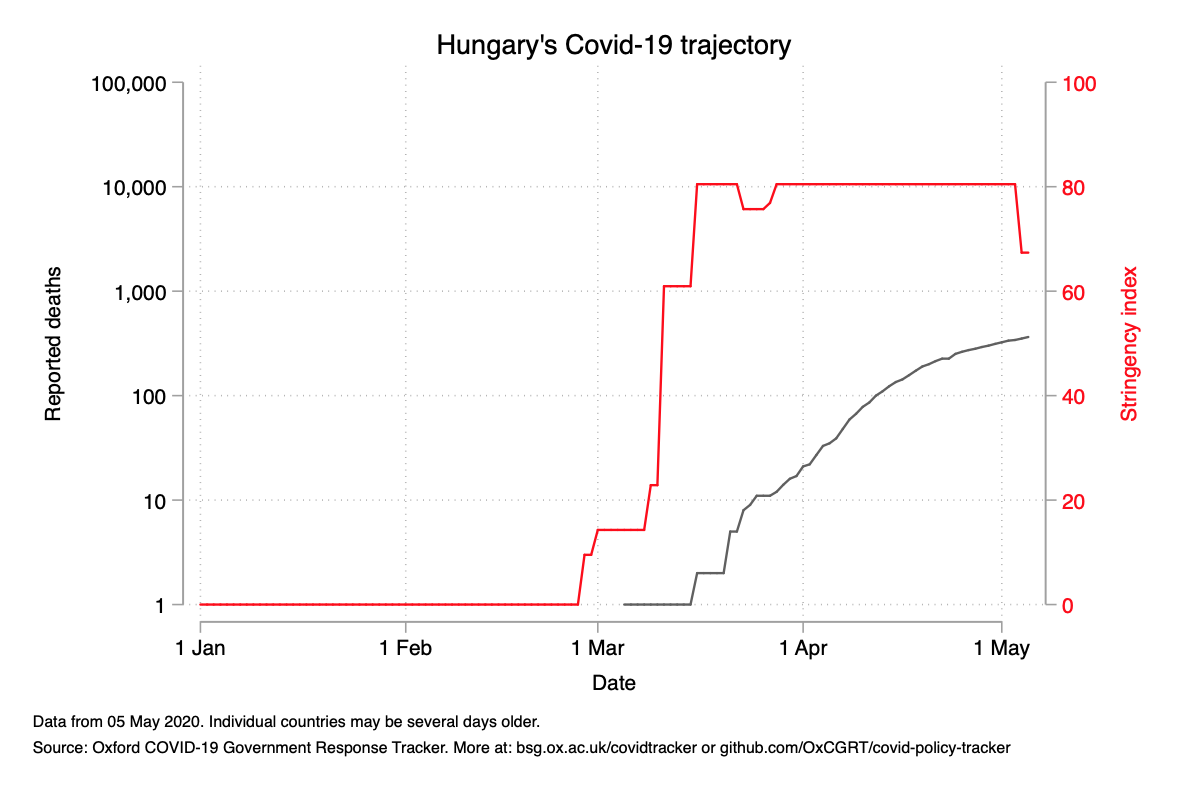 Hungary's Covid-19 trajectory
100,000
10,000
1,000
100
10
1
Reported deaths
100
80
60
40
20
0
Stringency index
1 Jan
1 Feb
1 Mar
1 Apr
1 May
Date
Data from 05 May 2020. Individual countries may be several days older.
Source: Oxford COVID-19 Government Response Tracker. More at: bsg.ox.ac.uk/covidtracker or github.com/OxCGRT/covid-policy-tracker